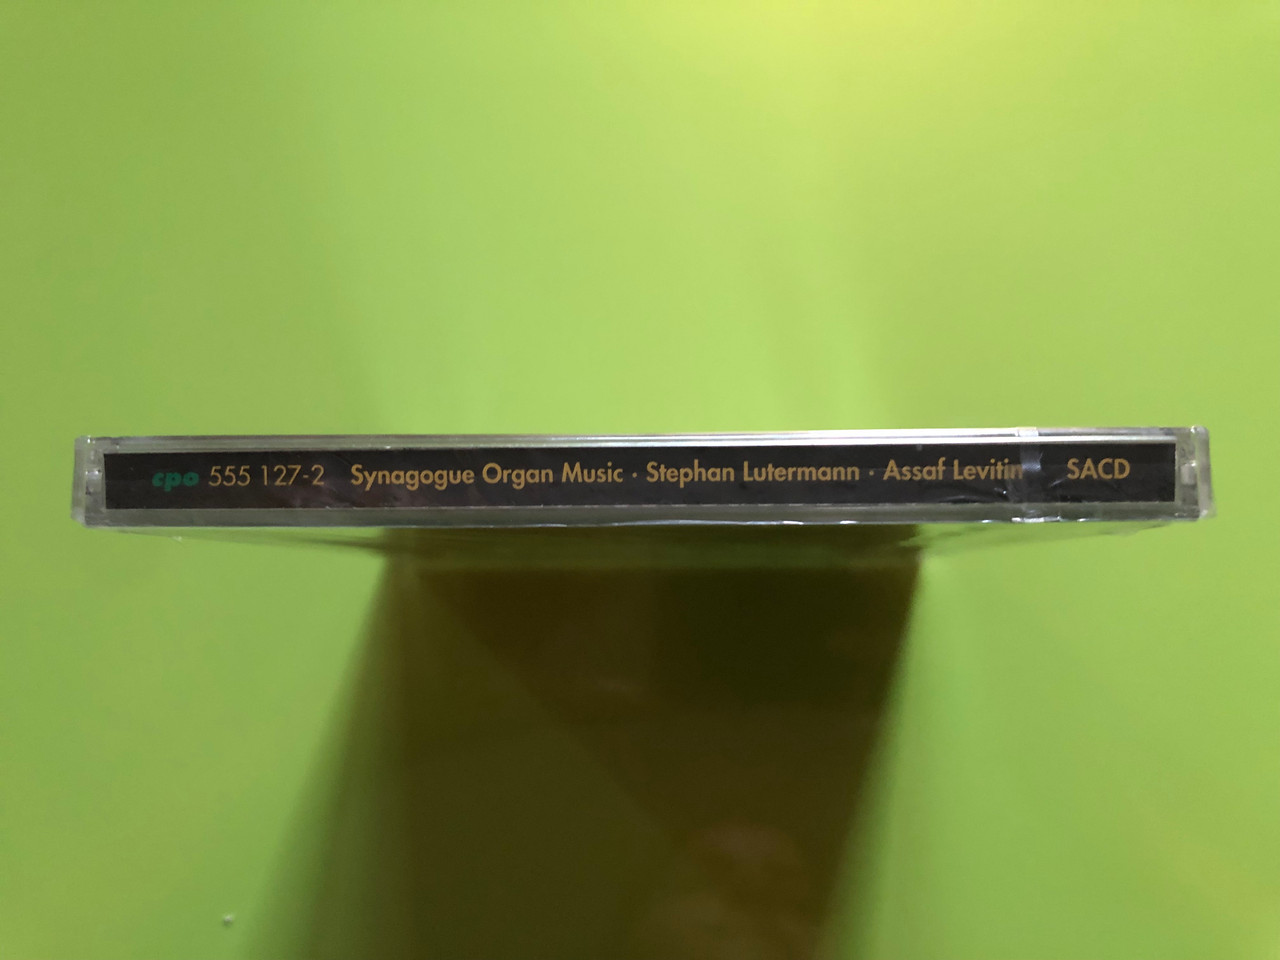 cpo 555 127-2 Synagogue Organ Music · Stephan Lutermann · Assaf Levitin SACD